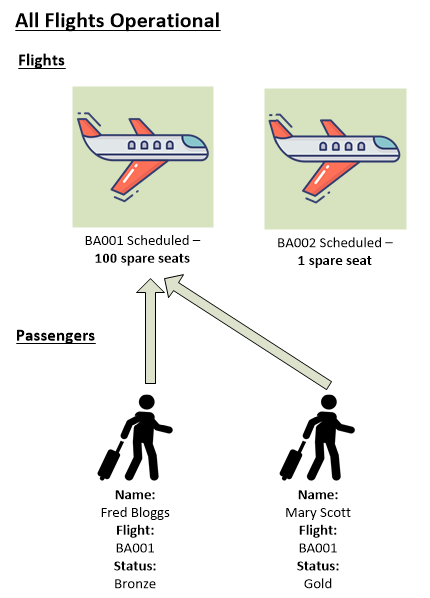 All Flights Operational
Flights
BA001 Scheduled –
100 spare seats
BA002 Scheduled –
1 spare seat
Passengers
Name:
Fred Bloggs
Flight:
BA001
Status:
Bronze
Name:
Mary Scott
Flight:
BA001
Status:
Gold